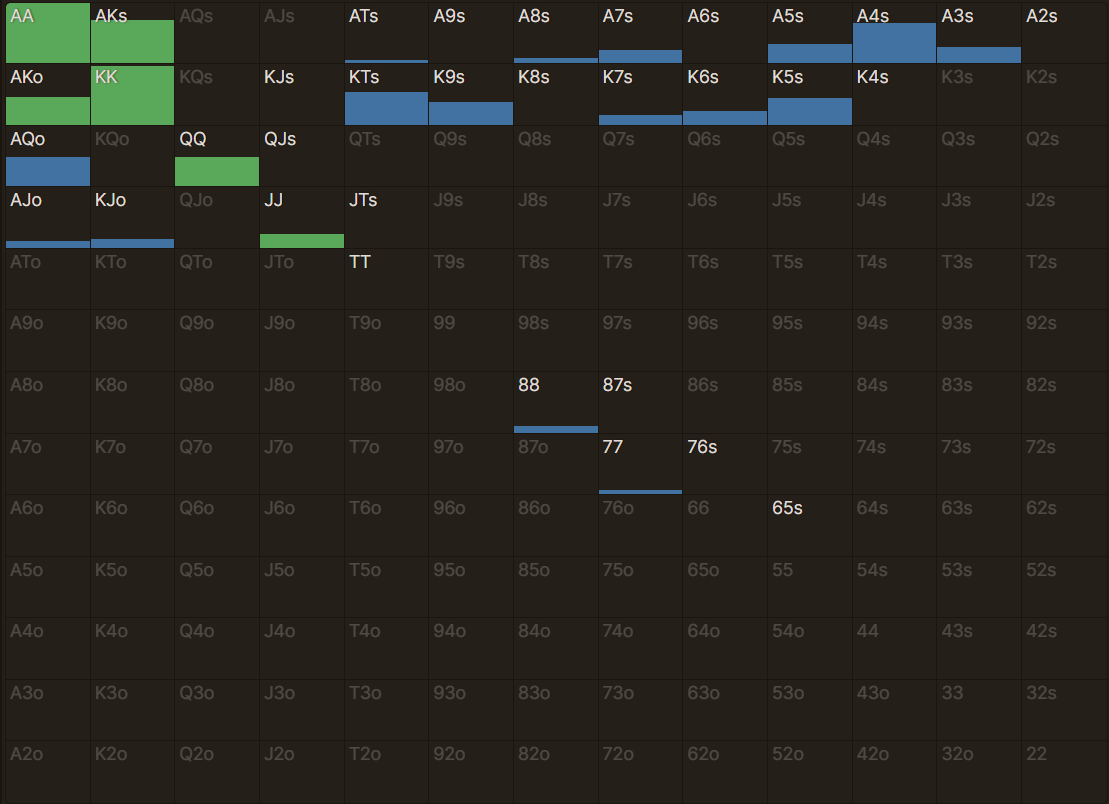 AA AKs AQs AJs ATs A9s A8s A7s A6s A5s A4s A3s A2s
AKo KK KQs KJs KTs K9s K8s K7s K6s K5s K4s K3s K2s
AQo KQo QQ QJs QTs Q9s Q8s Q7s Q6s Q5s Q4s Q3s Q2s
AJo KJo QJo JJ JTs J9s J8s J7s J6s J5s J4s J3s J2s
ATo KTo QTo JTo TT T9s T8s T7s T6s T5s T4s T3s T2s
A9o K9o Q9o J9o T9o 99 98s 97s 96s 95s 94s 93s 92s
A8o K8o Q8o J8o T8o 98o 88 87s 86s 85s 84s 83s 82s
A7o K7o Q7o J7o T7o 97o 87o 77 76s 75s 74s 73s 72s
A6o K6o Q6o J6o T6o 96o 86o 76o 66 65s 64s 63s 62s
A5o K5o Q5o J5o T5o 95o 85o 75o 65o 55 54s 53s 52s
A4o K4o Q4o J4o T4o 94o 84o 74o 64o 54o 44 43s 42s
A3o K3o Q3o J3o T3o 93o 83o 73o 63o 53o 43o 33 32s
A2o K2o Q2o J2o T2o 92o 82o 72o 62o 52o 42o 32o 22